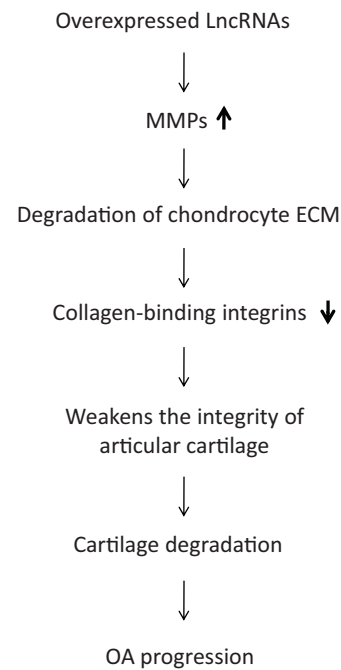 Overexpressed LncRNAs
MMPs ↑
Degradation of chondrocyte ECM
Collagen-binding integrins ↓
Weakens the integrity of
articular cartilage
Cartilage degradation
OA progression